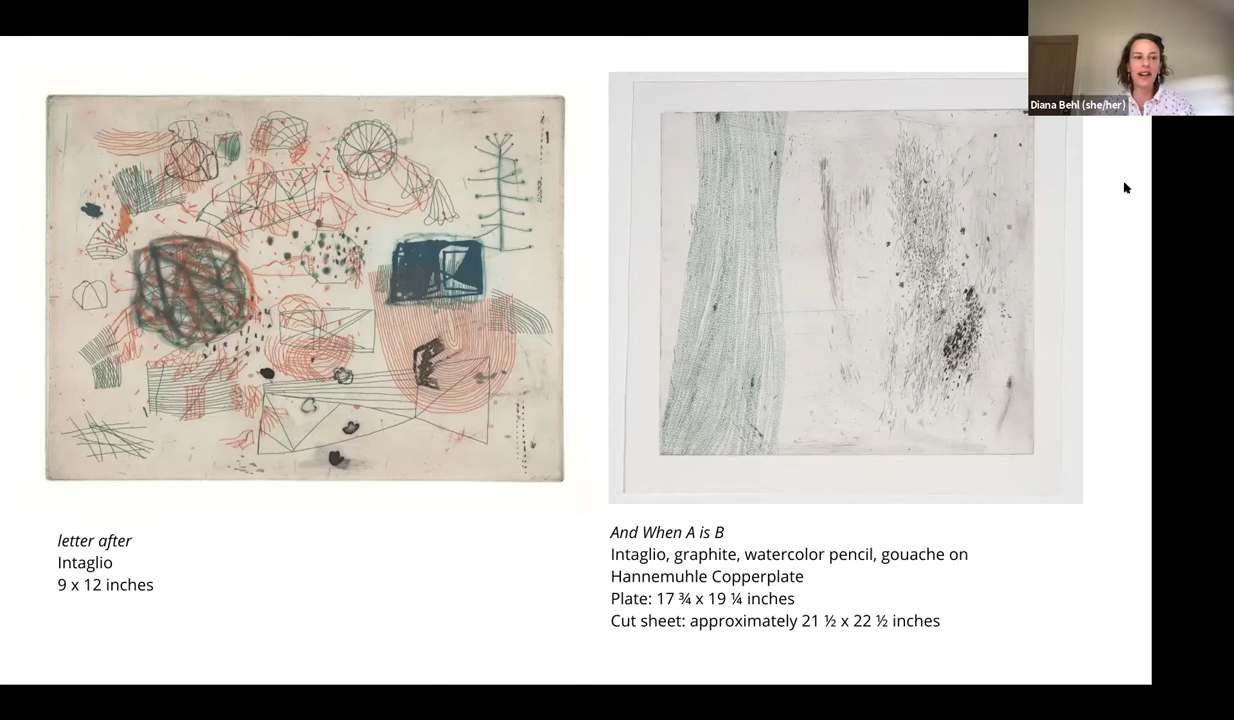 Diana Behl (she/her)
letter after
Intaglio
9 x 12 inches
And When A is B
Intaglio, graphite, watercolor pencil, gouache on
Hannemuhle Copperplate
Plate: 17 ¾ x 19 ¼ inches
Cut sheet: approximately 21 ½ x 22 ½ inches